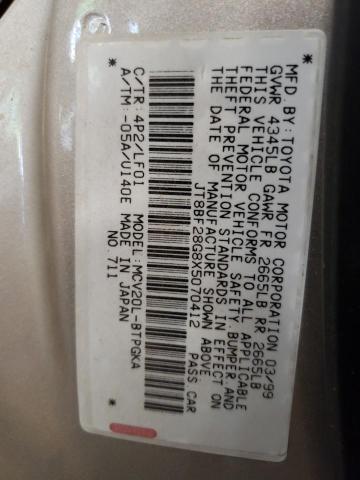 MFD. BY: TOYOTA MOTOR CORPORATION 03/99
GVWR 4345LB GAWR FR 2665LB RR 2665LB
THIS VEHICLE CONFORMS TO ALL APPLICABLE
FEDERAL MOTOR VEHICLE SAFETY, BUMPER, AND
THEFT PREVENTION STANDARDS IN EFFECT ON
THE DATE OF MANUFACTURE SHOWN ABOVE.
* JT8BF28G8X5070412 PASS.CAR *
C/TR: 4P2/LF01 MODEL: MCV20L-BTPGKA
A/TM: -05A/U140E MADE IN JAPAN NO. 711